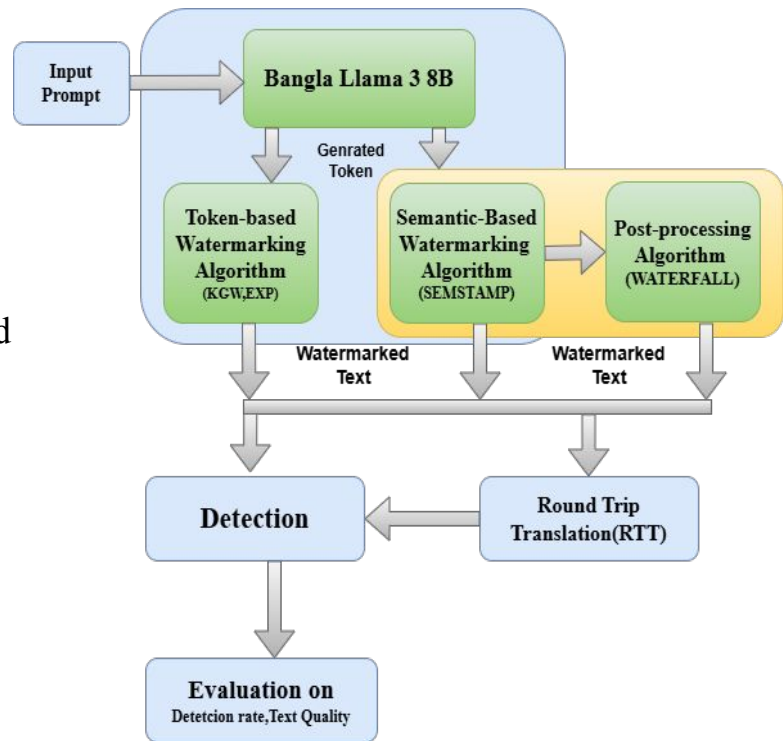 Input
Prompt
Bangla Llama 3 8B
Genrated
Token
Token-based
Watermarking
Algorithm
(KGW,EXP)
Semantic-Based
Watermarking
Algorithm
(SEMSTAMP)
Post-processing
Algorithm
(WATERFALL)
d
Watermarked
Text
Watermarked
Text
Detection
Round Trip
Translation(RTT)
Evaluation on
Detetcion rate,Text Quality